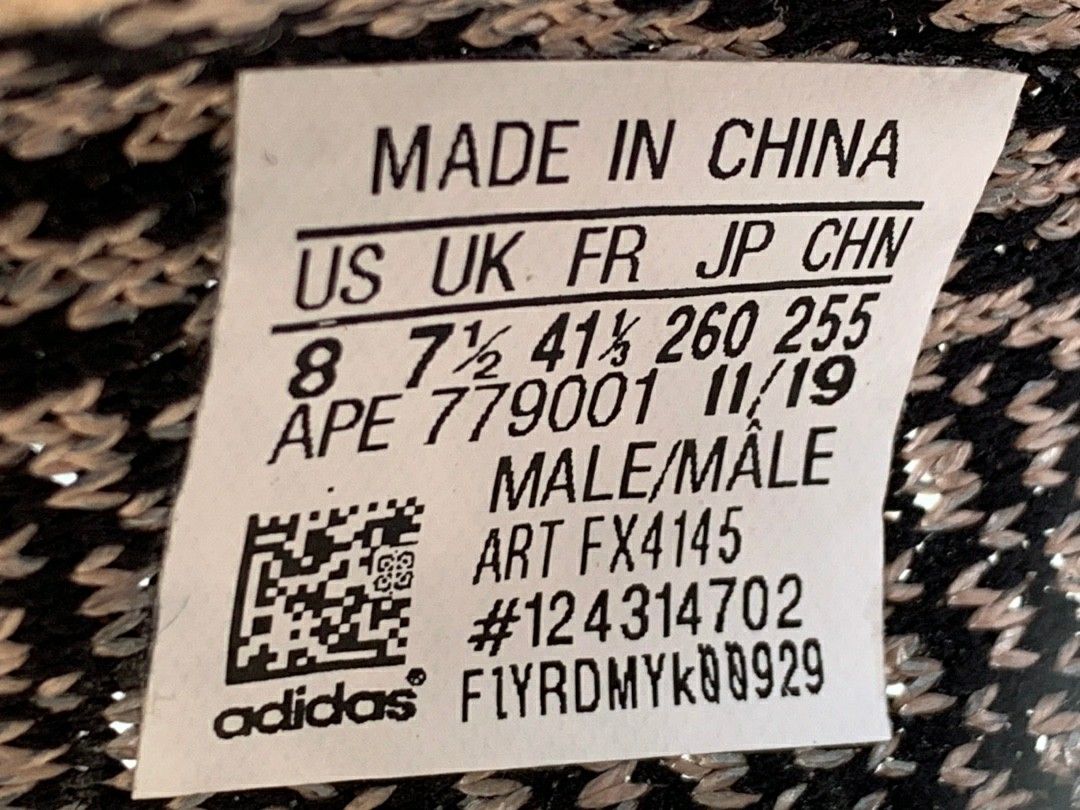 MADE IN CHINA
US UK FR JP CHN
8 7½ 41⅓ 260 255
APE 779001 11/19
MALE/MÂLE
ART FX4145
#124314702
FlYRDMYk00929
adidas®